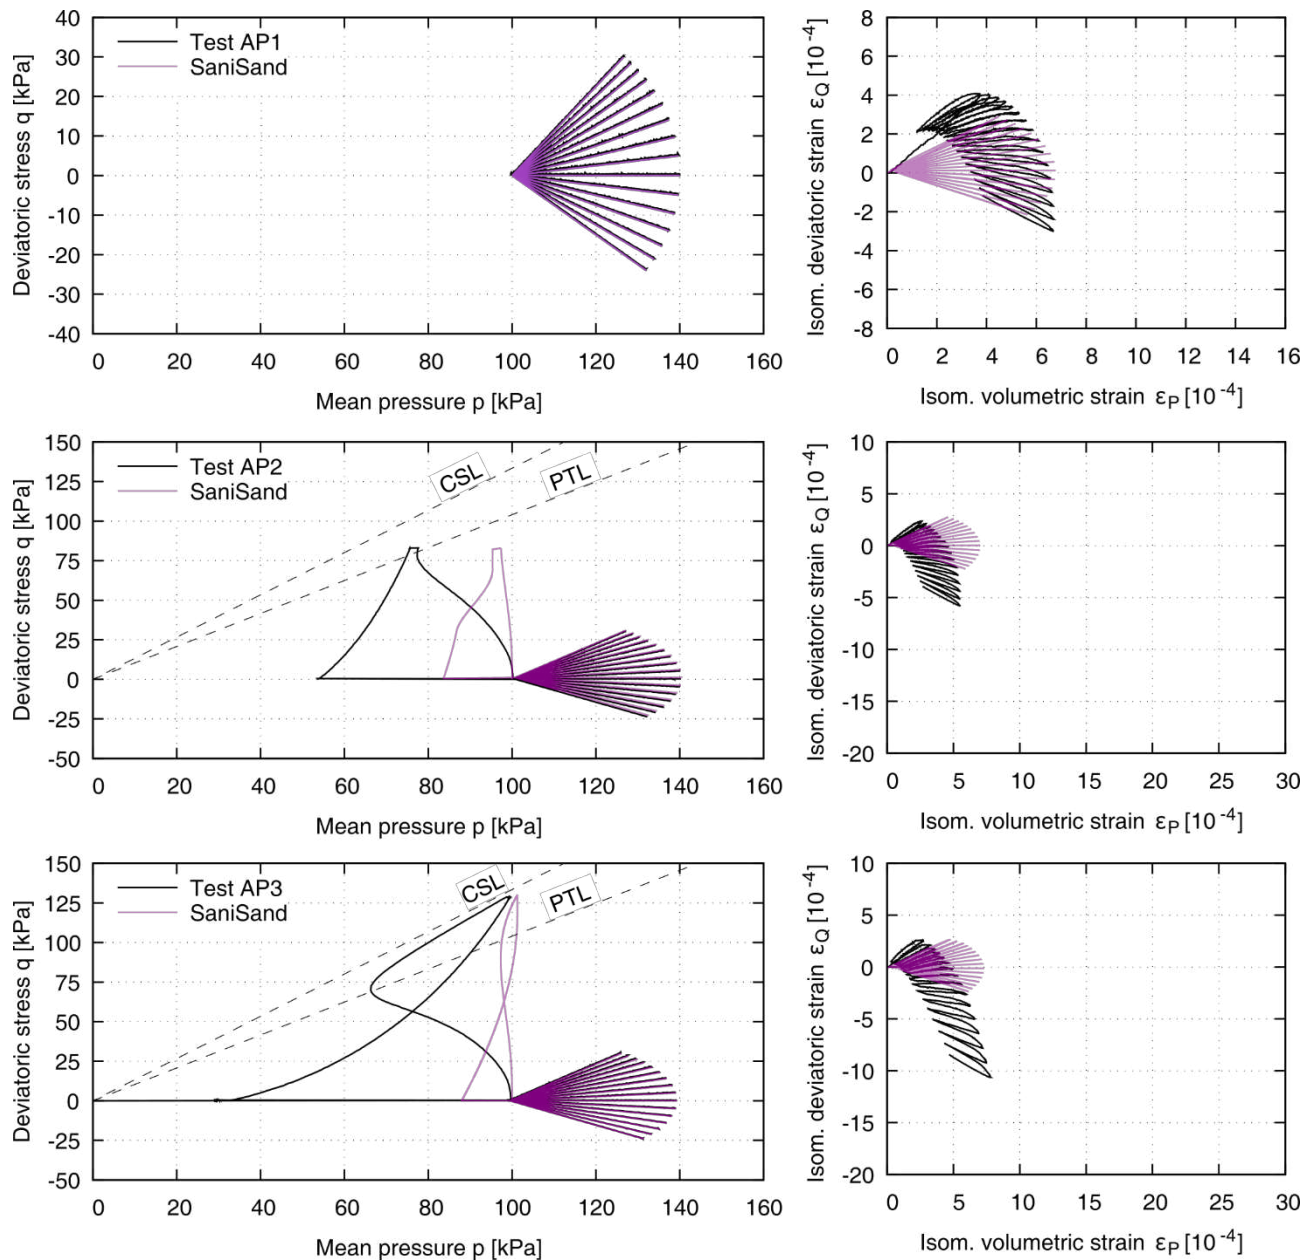 Test AP1
SaniSand
Deviatoric stress q [kPa]
40
30
20
10
0
-10
-20
-30
-40
0 20 40 60 80 100 120 140 160
Mean pressure p [kPa]
Isom. deviatoric strain ε_Q [10^-4]
8
6
4
2
0
-2
-4
-6
-8
0 2 4 6 8 10 12 14 16
Isom. volumetric strain ε_P [10^-4]
Test AP2
SaniSand
CSL
PTL
Deviatoric stress q [kPa]
150
125
100
75
50
25
0
-25
-50
0 20 40 60 80 100 120 140 160
Mean pressure p [kPa]
Isom. deviatoric strain ε_Q [10^-4]
10
5
0
-5
-10
-15
-20
0 5 10 15 20 25 30
Isom. volumetric strain ε_P [10^-4]
Test AP3
SaniSand
CSL
PTL
Deviatoric stress q [kPa]
150
125
100
75
50
25
0
-25
-50
0 20 40 60 80 100 120 140 160
Mean pressure p [kPa]
Isom. deviatoric strain ε_Q [10^-4]
10
5
0
-5
-10
-15
-20
0 5 10 15 20 25 30
Isom. volumetric strain ε_P [10^-4]